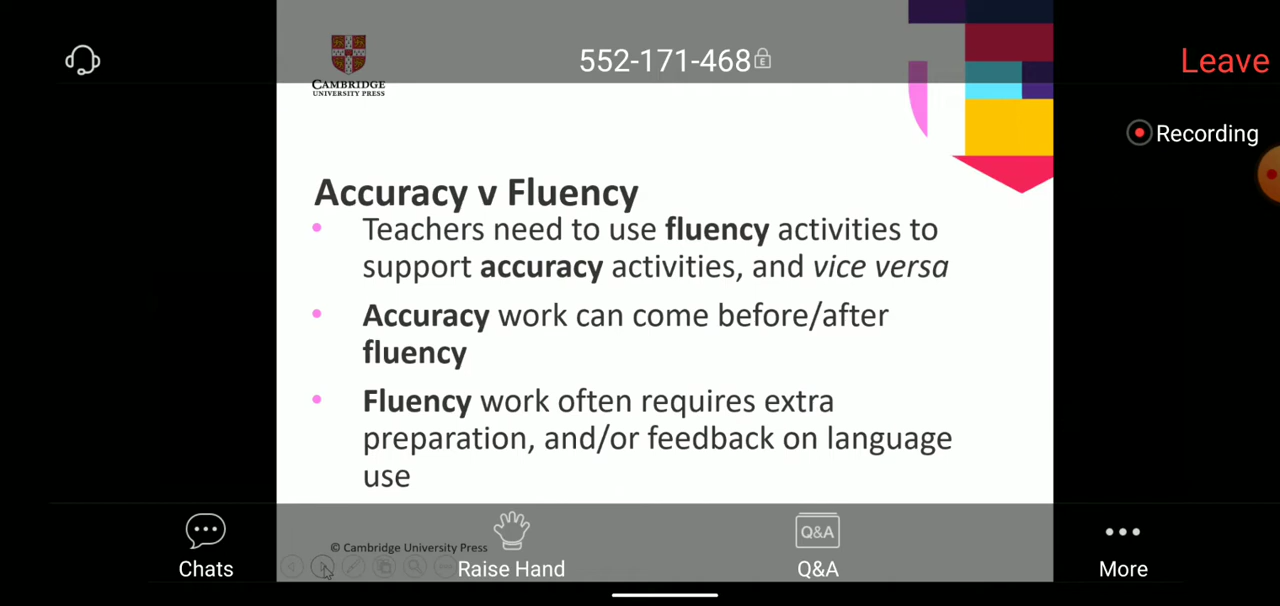 552-171-468
Leave
CAMBRIDGE
UNIVERSITY PRESS
Recording
Accuracy v Fluency
• Teachers need to use fluency activities to
support accuracy activities, and vice versa
• Accuracy work can come before/after
fluency
• Fluency work often requires extra
preparation, and/or feedback on language
use
© Cambridge University Press
Chats
Raise Hand
Q&A
Q&A
More